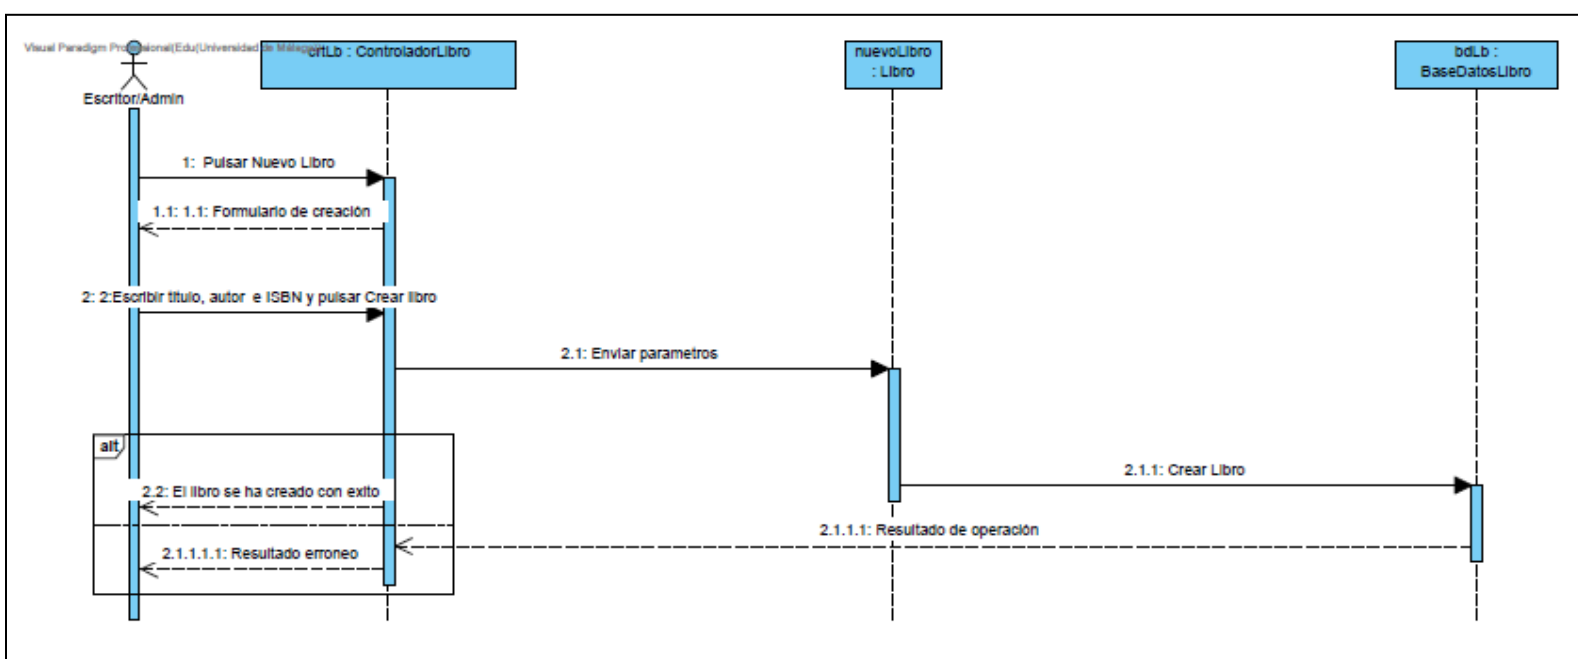 Visual Paradigm Professional(Edu(Universidad de Málaga))
crtLb : ControladorLibro
nuevoLibro
: Libro
bdLb :
BaseDatosLibro
Escritor/Admin
1: Pulsar Nuevo Libro
1.1: 1.1: Formulario de creación
2: 2:Escribir titulo, autor e ISBN y pulsar Crear libro
2.1: Enviar parametros
alt
2.1.1: Crear Libro
2.2: El libro se ha creado con exito
2.1.1.1: Resultado de operación
2.1.1.1.1: Resultado erroneo